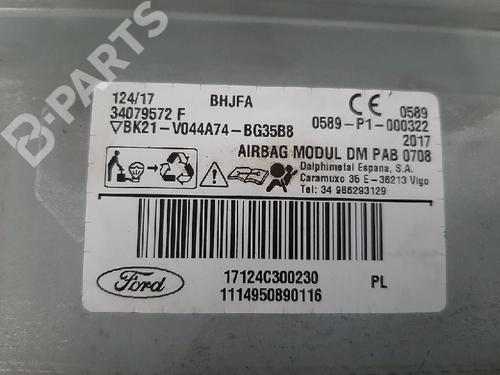 B-PARTS
124/17 BHJFA
34079572 F
BK21-V044A74-BG35B8
CE 0589
0589-P1-000322
2017
AIRBAG MODUL DM PAB 0708
Dalphimetal Espana, S.A.
Caramuxo 35 E-36213 Vigo
Tel: 34 986293129
Ford
17124C300230 PL
1114950890116